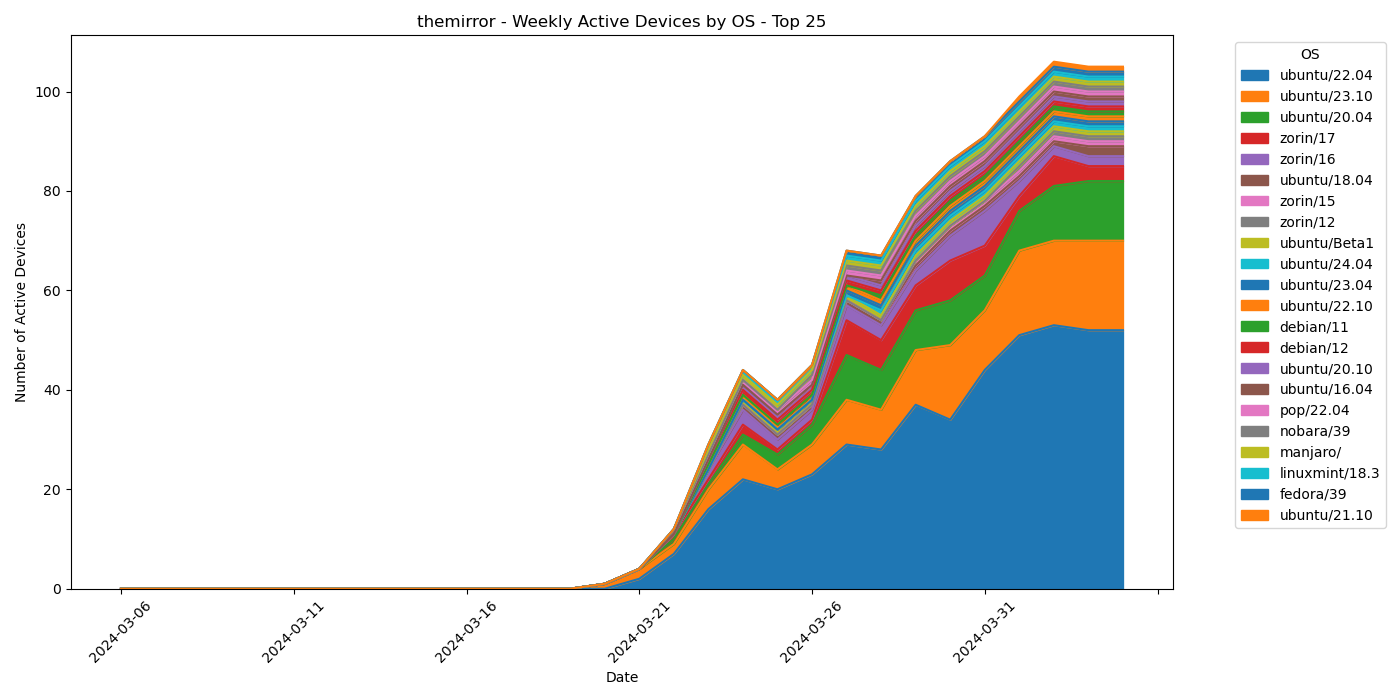 themirror - Weekly Active Devices by OS - Top 25
Number of Active Devices
100
80
60
40
20
0
2024-03-06
2024-03-11
2024-03-16
2024-03-21
2024-03-26
2024-03-31
Date
OS
ubuntu/22.04
ubuntu/23.10
ubuntu/20.04
zorin/17
zorin/16
ubuntu/18.04
zorin/15
zorin/12
ubuntu/Beta1
ubuntu/24.04
ubuntu/23.04
ubuntu/22.10
debian/11
debian/12
ubuntu/20.10
ubuntu/16.04
pop/22.04
nobara/39
manjaro/
linuxmint/18.3
fedora/39
ubuntu/21.10